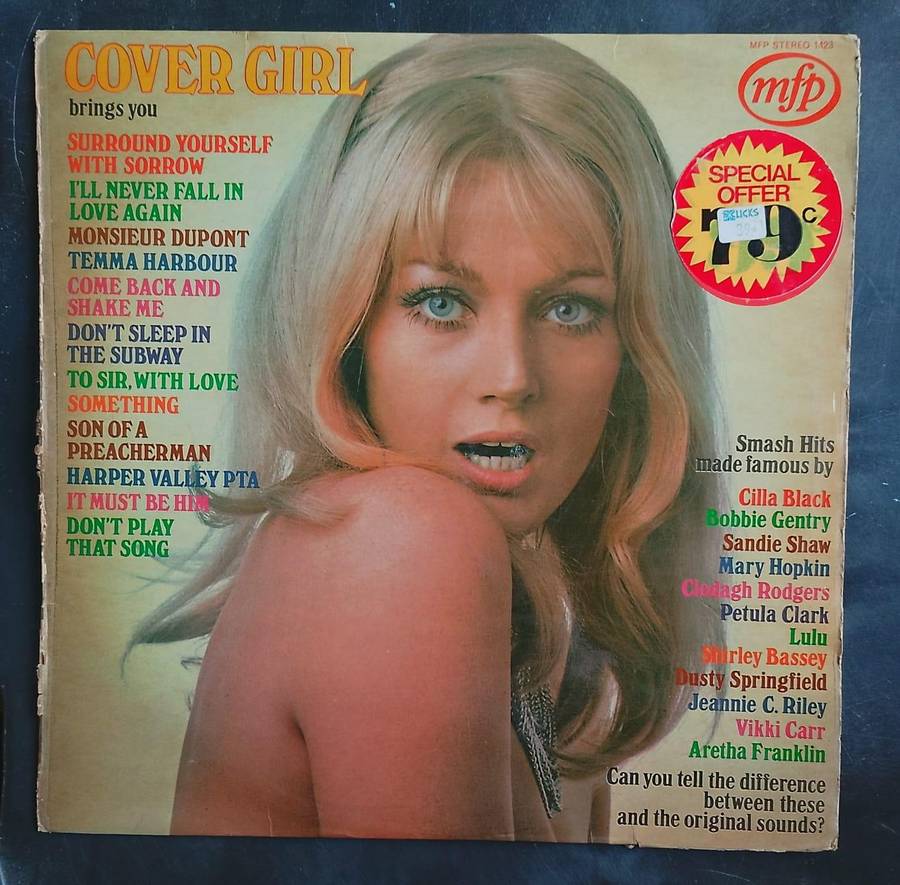 COVER GIRL
brings you
SURROUND YOURSELF
WITH SORROW
I'LL NEVER FALL IN
LOVE AGAIN
MONSIEUR DUPONT
TEMMA HARBOUR
COME BACK AND
SHAKE ME
DON'T SLEEP IN
THE SUBWAY
TO SIR, WITH LOVE
SOMETHING
SON OF A
PREACHERMAN
HARPER VALLEY PTA
IT MUST BE HIM
DON'T PLAY
THAT SONG
MFP STEREO 1423
mfp
SPECIAL
OFFER
79c
CLICKS
Smash Hits
made famous by
Cilla Black
Bobbie Gentry
Sandie Shaw
Mary Hopkin
Clodagh Rodgers
Petula Clark
Lulu
Shirley Bassey
Dusty Springfield
Jeannie C. Riley
Vikki Carr
Aretha Franklin
Can you tell the difference
between these
and the original sounds?